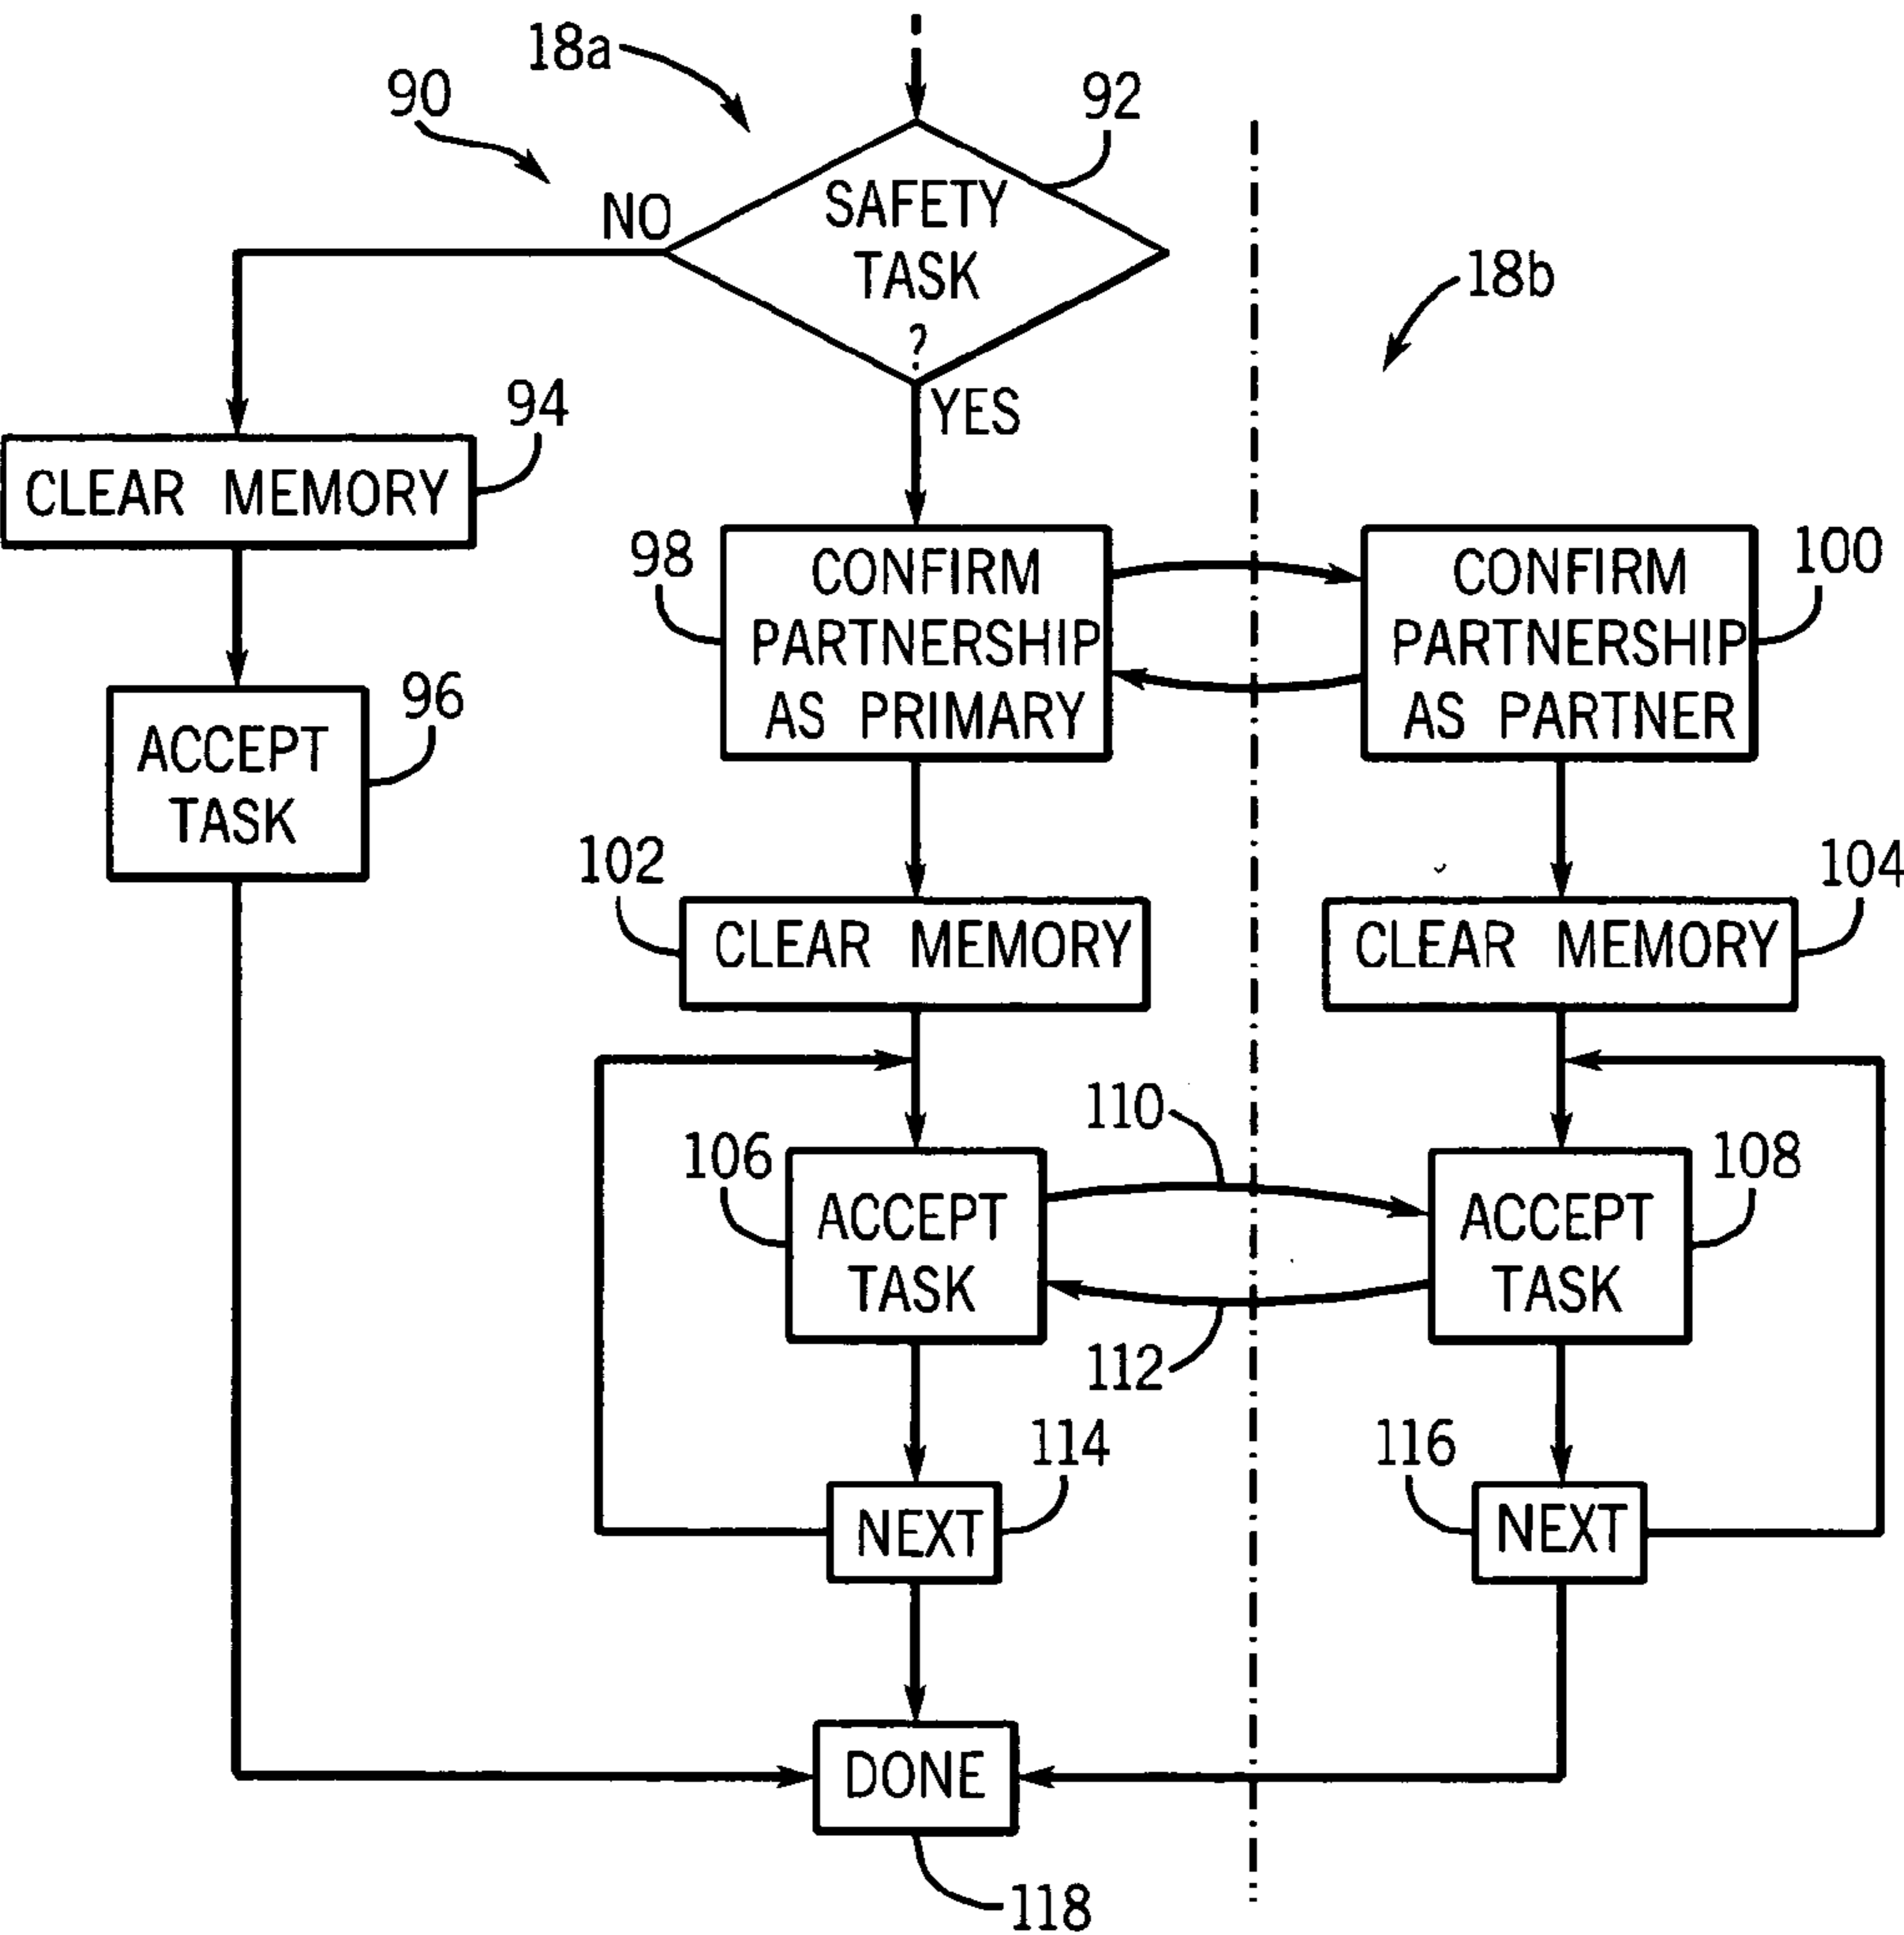 18a
90
92
NO
SAFETY
TASK
?
18b
YES
94
CLEAR MEMORY
98
CONFIRM
PARTNERSHIP
AS PRIMARY
CONFIRM
PARTNERSHIP
AS PARTNER
100
96
ACCEPT
TASK
102
CLEAR MEMORY
104
CLEAR MEMORY
110
106
ACCEPT
TASK
108
ACCEPT
TASK
112
114
NEXT
116
NEXT
DONE
118